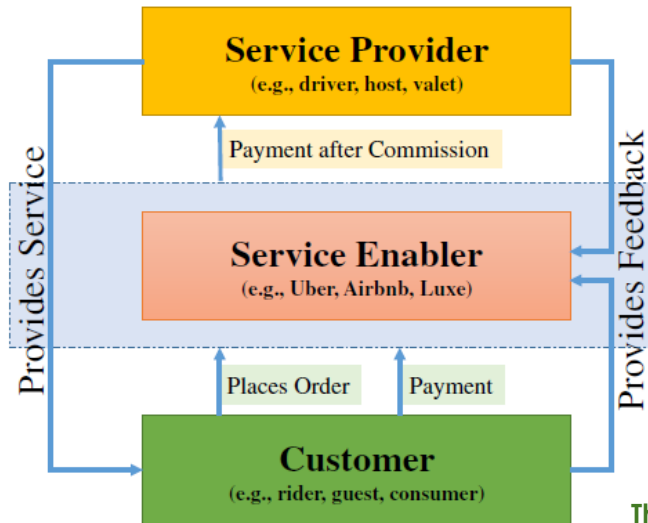 Service Provider
(e.g., driver, host, valet)
Payment after Commission
Provides Service
Provides Feedback
Service Enabler
(e.g., Uber, Airbnb, Luxe)
Places Order
Payment
Customer
(e.g., rider, guest, consumer)